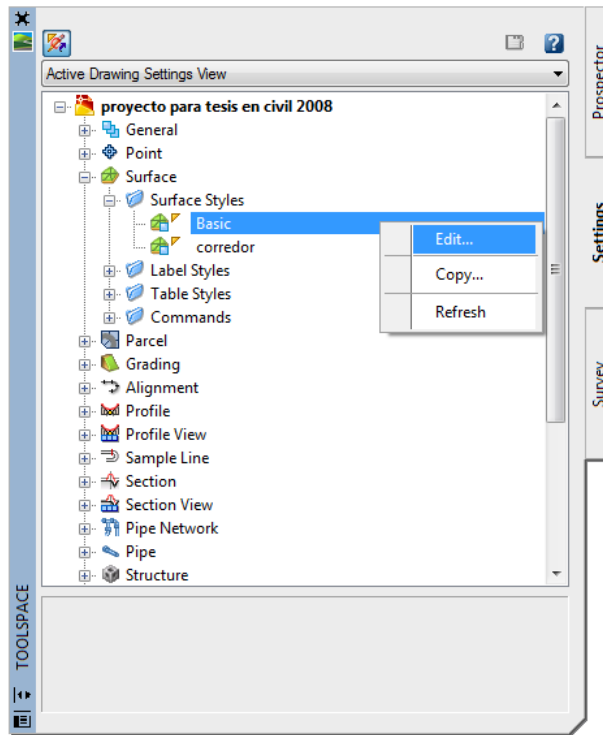 Active Drawing Settings View
proyecto para tesis en civil 2008
General
Point
Surface
Surface Styles
Basic
corredor
Label Styles
Table Styles
Commands
Parcel
Grading
Alignment
Profile
Profile View
Sample Line
Section
Section View
Pipe Network
Pipe
Structure
Edit...
Copy...
Refresh
Prospector
Settings
Survey
TOOLSPACE